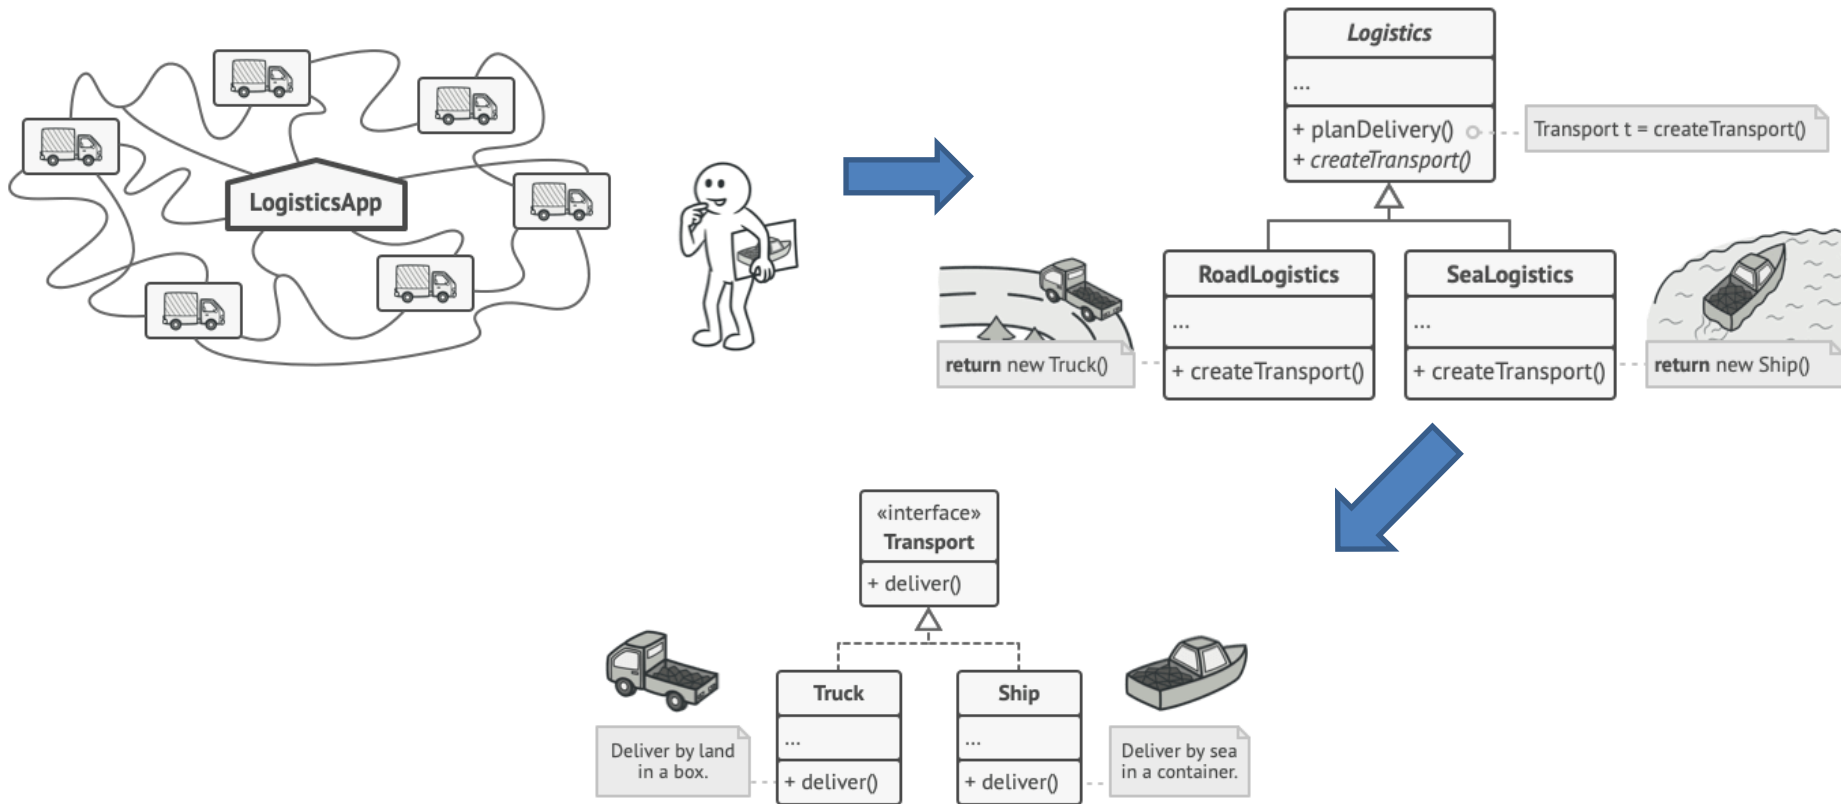 LogisticsApp
Logistics
...
+ planDelivery()
+ createTransport()
Transport t = createTransport()
RoadLogistics
...
+ createTransport()
return new Truck()
SeaLogistics
...
+ createTransport()
return new Ship()
«interface»
Transport
+ deliver()
Truck
...
+ deliver()
Deliver by land
in a box.
Ship
...
+ deliver()
Deliver by sea
in a container.